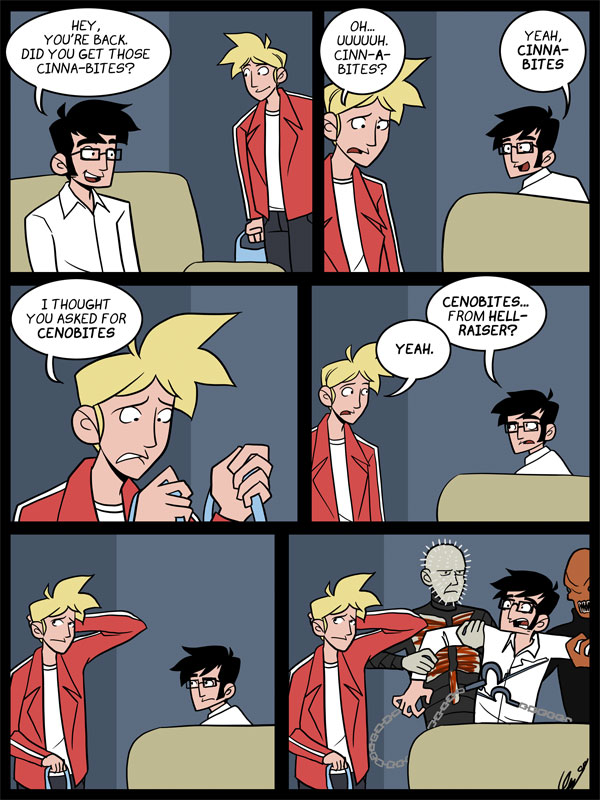 HEY,
YOU'RE BACK.
DID YOU GET THOSE
CINNA-BITES?
OH...
UUUUUH.
CINN-A-
BITES?
YEAH,
CINNA-
BITES
I THOUGHT
YOU ASKED FOR
CENOBITES
CENOBITES...
FROM HELL-
RAISER?
YEAH.